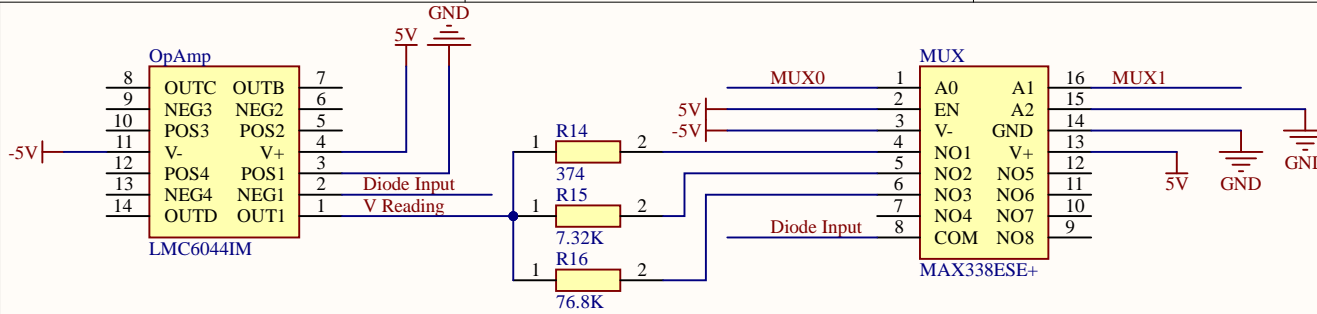 GND
5V
OpAmp
8 OUTC OUTB 7
9 NEG3 NEG2 6
10 POS3 POS2 5
-5V 11 V- V+ 4
12 POS4 POS1 3
13 NEG4 NEG1 2 Diode Input
14 OUTD OUT1 1 V Reading
LMC6044IM
R14
1 2
374
R15
1 2
7.32K
R16
1 2
76.8K
MUX
MUX0 1 A0 A1 16 MUX1
5V 2 EN A2 15
-5V 3 V- GND 14
4 NO1 V+ 13
5 NO2 NO5 12
6 NO3 NO6 11
7 NO4 NO7 10
Diode Input 8 COM NO8 9
MAX338ESE+
5V
GND
GND